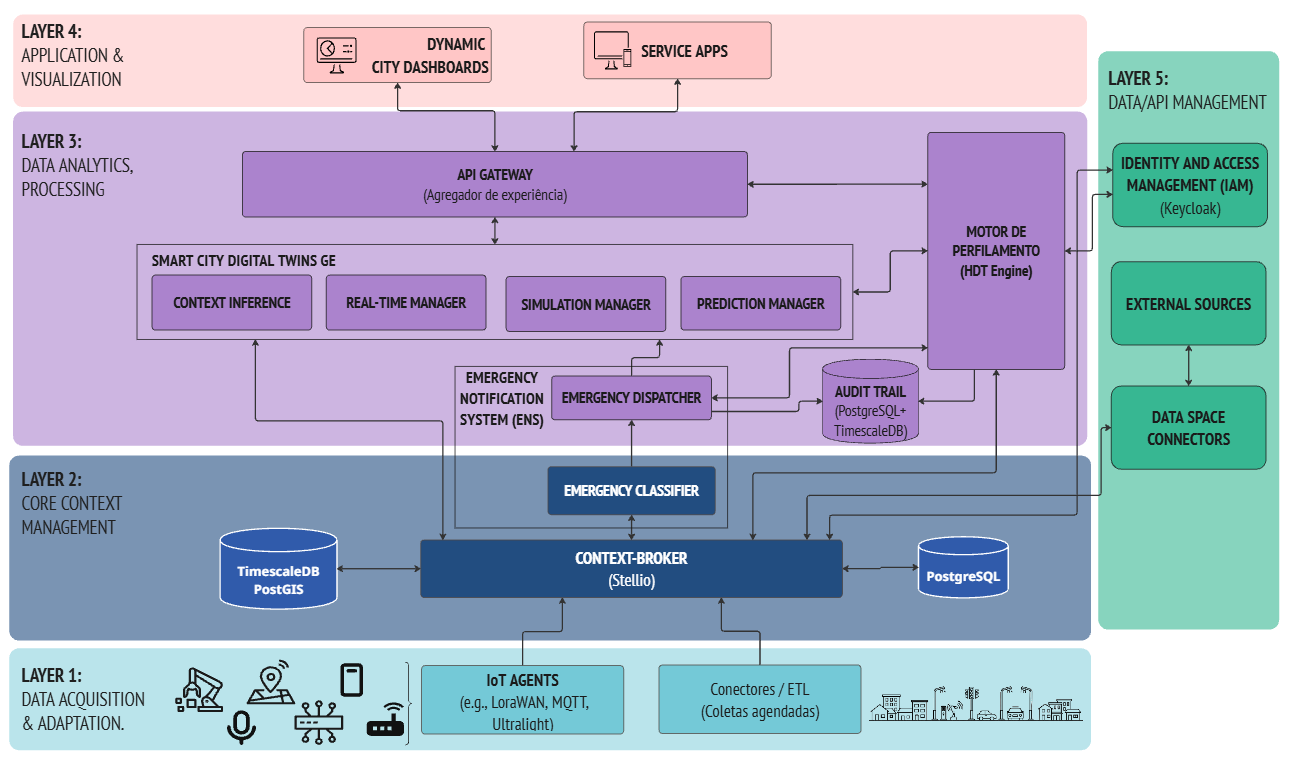 LAYER 4:
APPLICATION &
VISUALIZATION
DYNAMIC
CITY DASHBOARDS
SERVICE APPS
LAYER 3:
DATA ANALYTICS,
PROCESSING
API GATEWAY
(Agregador de experiência)
MOTOR DE
PERFILAMENTO
(HDT Engine)
SMART CITY DIGITAL TWINS GE
CONTEXT INFERENCE
REAL-TIME MANAGER
SIMULATION MANAGER
PREDICTION MANAGER
EMERGENCY
NOTIFICATION
SYSTEM (ENS)
EMERGENCY DISPATCHER
AUDIT TRAIL
(PostgreSQL+
TimescaleDB)
LAYER 2:
CORE CONTEXT
MANAGEMENT
EMERGENCY CLASSIFIER
TimescaleDB
PostGIS
CONTEXT-BROKER
(Stellio)
PostgreSQL
LAYER 1:
DATA ACQUISITION
& ADAPTATION.
IoT AGENTS
(e.g., LoraWAN, MQTT,
Ultralight)
Conectores / ETL
(Coletas agendadas)
LAYER 5:
DATA/API MANAGEMENT
IDENTITY AND ACCESS
MANAGEMENT (IAM)
(Keycloak)
EXTERNAL SOURCES
DATA SPACE
CONNECTORS